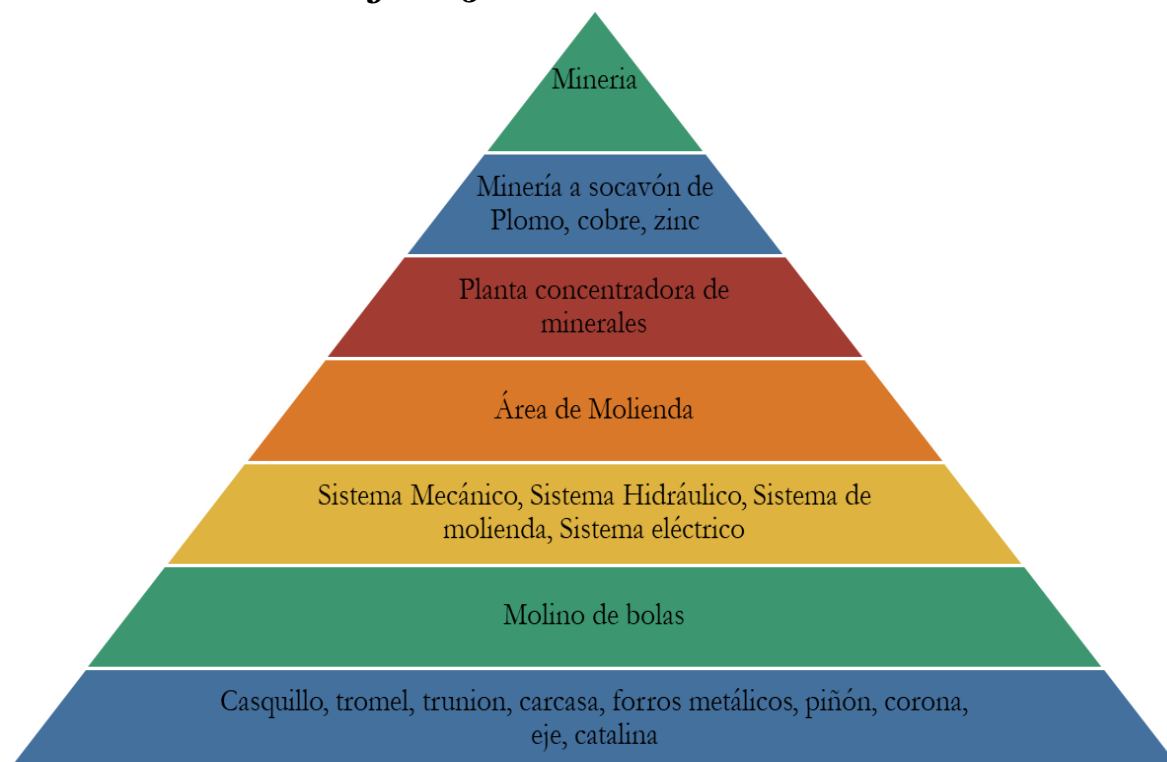 Mineria
Minería a socavón de
Plomo, cobre, zinc
Planta concentradora de
minerales
Área de Molienda
Sistema Mecánico, Sistema Hidráulico, Sistema de
molienda, Sistema eléctrico
Molino de bolas
Casquillo, tromel, trunion, carcasa, forros metálicos, piñón, corona,
eje, catalina